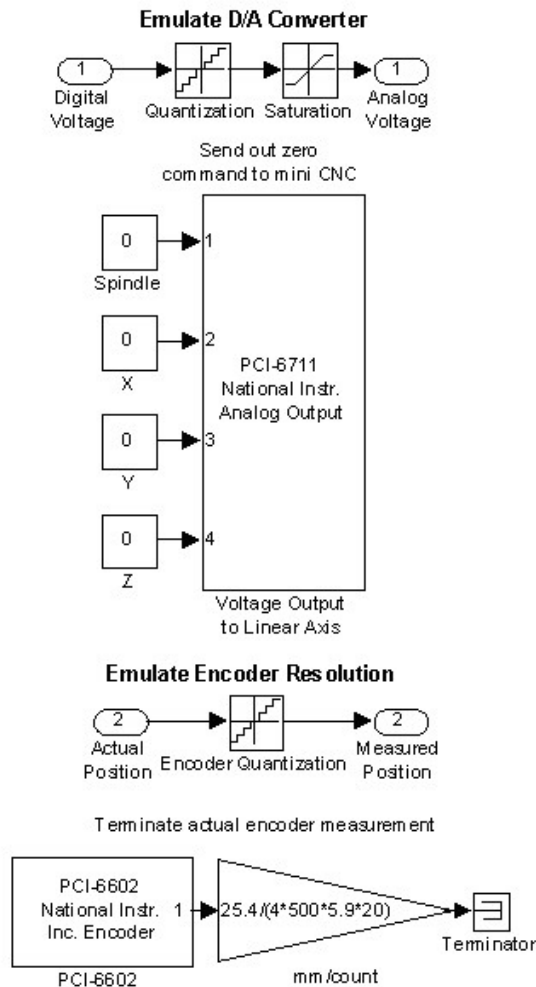 Emulate D/A Converter
1
1
Digital
Voltage
Quantization
Saturation
Analog
Voltage
Send out zero
command to mini CNC
0
1
Spindle
0
2
X
PCI-6711
National Instr.
Analog Output
0
3
Y
0
4
Z
Voltage Output
to Linear Axis
Emulate Encoder Resolution
2
2
Actual
Position
Encoder Quantization
Measured
Position
Terminate actual encoder measurement
PCI-6602
National Instr.
Inc. Encoder
1
25.4/(4*500*5.9*20)
Terminator
PCI-6602
mm/count